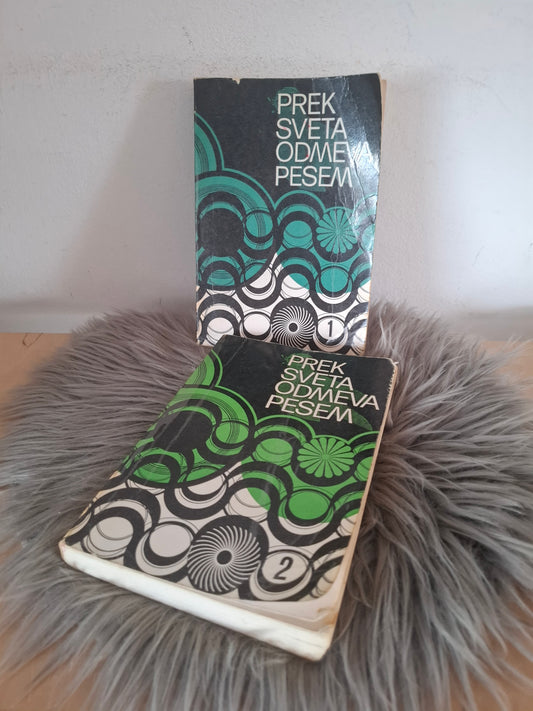 PREK
SVETA
ODMEVA
PESEM
1
PREK
SVETA
ODMEVA
PESEM
2